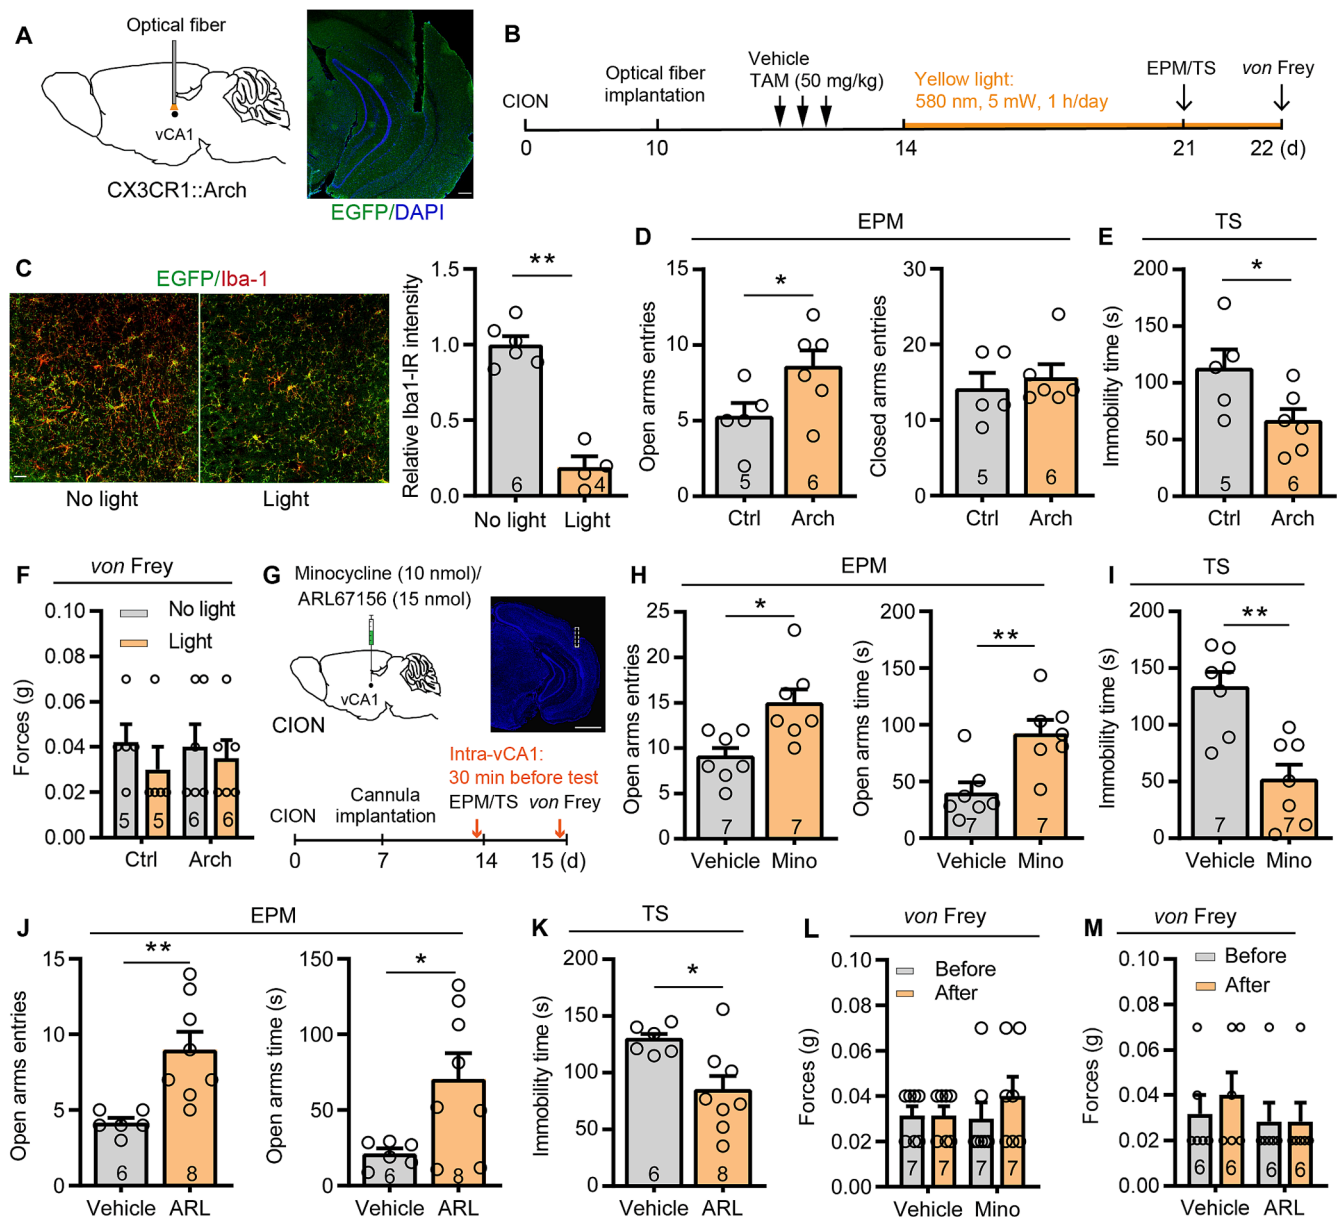 A
Optical fiber
vCA1
CX3CR1::Arch
EGFP/DAPI
B
CION
Optical fiber
implantation
Vehicle
TAM (50 mg/kg)
Yellow light:
580 nm, 5 mW, 1 h/day
EPM/TS
von Frey
0 10 14 21 22 (d)
C
EGFP/Iba-1
No light Light
Relative Iba1-IR intensity
1.5
1.0
0.5
0.0
**
6 4
No light Light
D
EPM
Open arms entries
15
10
5
0
*
5 6
Ctrl Arch
Closed arms entries
30
20
10
0
5 6
Ctrl Arch
E
TS
Immobility time (s)
200
150
100
50
0
*
5 6
Ctrl Arch
F
von Frey
Forces (g)
0.10
0.08
0.06
0.04
0.02
0.00
No light
Light
5 5 6 6
Ctrl Arch
G
Minocycline (10 nmol)/
ARL67156 (15 nmol)
vCA1
CION
Intra-vCA1:
30 min before test
EPM/TS von Frey
CION
Cannula
implantation
0 7 14 15 (d)
H
EPM
Open arms entries
25
20
15
10
5
0
*
7 7
Vehicle Mino
Open arms time (s)
200
150
100
50
0
**
7 7
Vehicle Mino
I
TS
Immobility time (s)
200
150
100
50
0
**
7 7
Vehicle Mino
J
EPM
Open arms entries
15
10
5
0
**
6 8
Vehicle ARL
Open arms time (s)
150
100
50
0
*
6 8
Vehicle ARL
K
TS
Immobility time (s)
200
150
100
50
0
*
6 8
Vehicle ARL
L
von Frey
Forces (g)
0.10
0.08
0.06
0.04
0.02
0.00
Before
After
7 7 7 7
Vehicle Mino
M
von Frey
Forces (g)
0.10
0.08
0.06
0.04
0.02
0.00
Before
After
6 6 6 6
Vehicle ARL